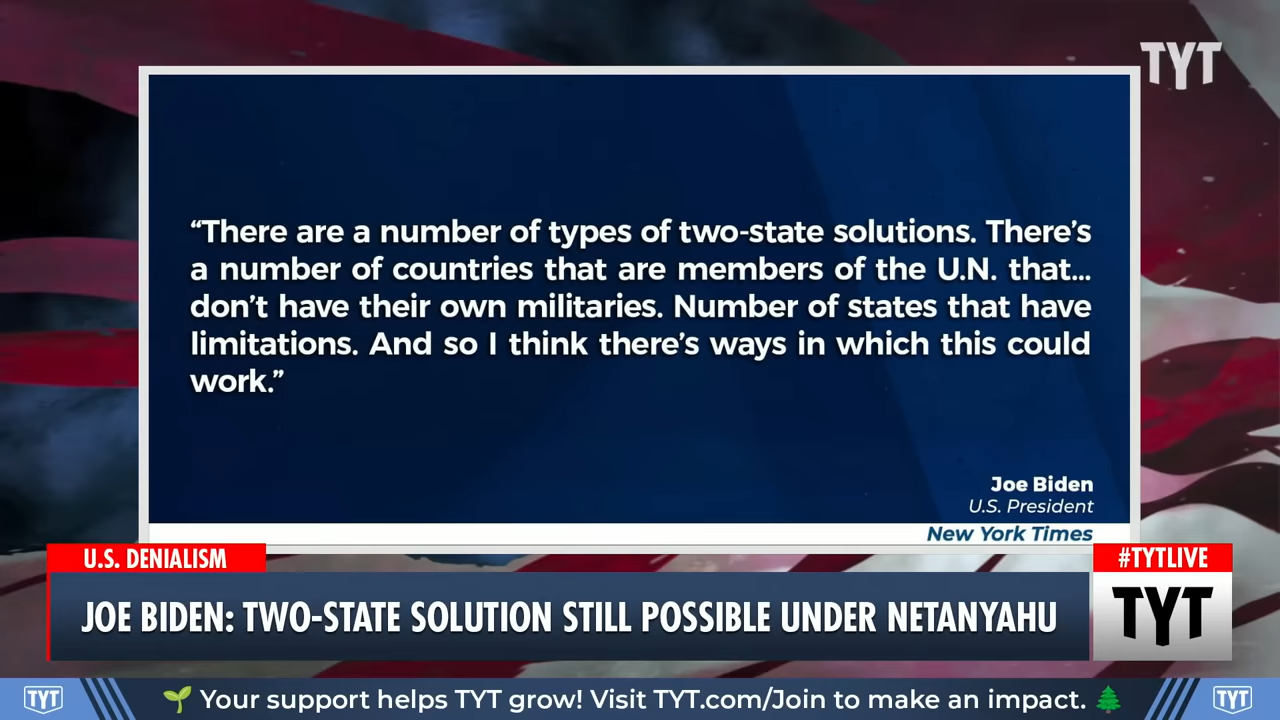 TYT
“There are a number of types of two-state solutions. There’s
a number of countries that are members of the U.N. that...
don’t have their own militaries. Number of states that have
limitations. And so I think there’s ways in which this could
work.”
Joe Biden
U.S. President
New York Times
U.S. DENIALISM
#TYTLIVE
JOE BIDEN: TWO-STATE SOLUTION STILL POSSIBLE UNDER NETANYAHU
TYT
TYT
Your support helps TYT grow! Visit TYT.com/Join to make an impact.
TYT